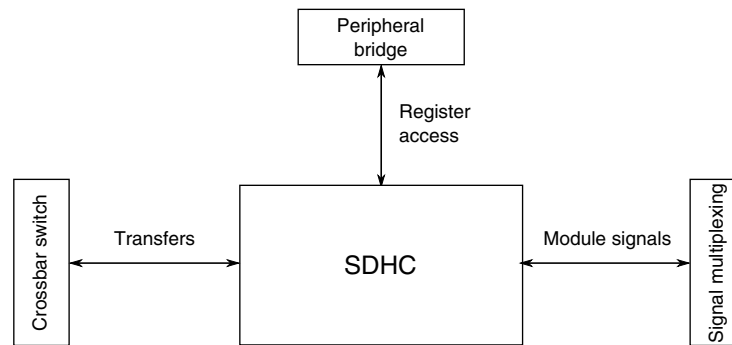 Peripheral
bridge
Register
access
Crossbar switch
Transfers
SDHC
Module signals
Signal multiplexing